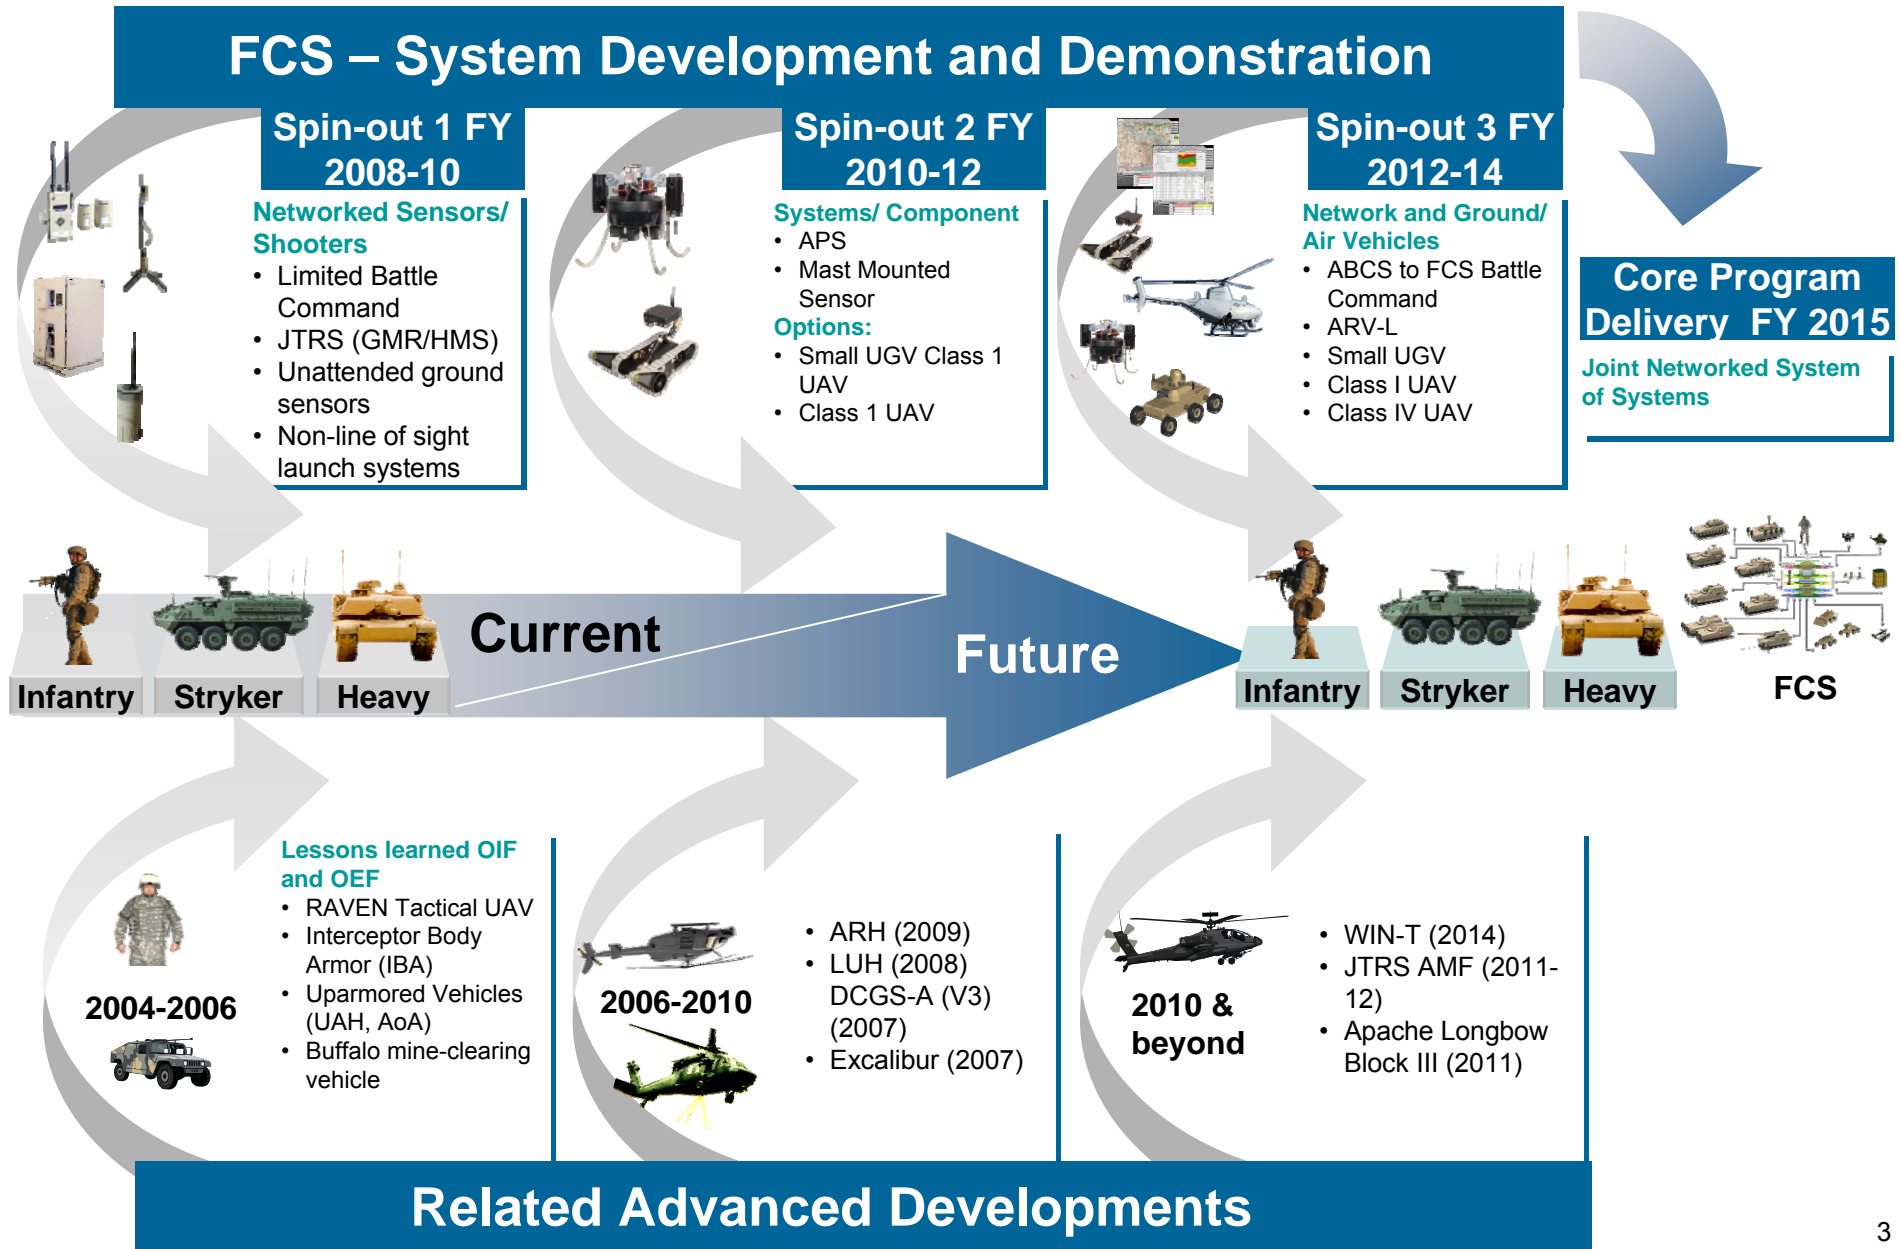 FCS – System Development and Demonstration
Spin-out 1 FY
2008-10
Networked Sensors/
Shooters
• Limited Battle
Command
• JTRS (GMR/HMS)
• Unattended ground
sensors
• Non-line of sight
launch systems
Spin-out 2 FY
2010-12
Systems/ Component
• APS
• Mast Mounted
Sensor
Options:
• Small UGV Class 1
UAV
• Class 1 UAV
Spin-out 3 FY
2012-14
Network and Ground/
Air Vehicles
• ABCS to FCS Battle
Command
• ARV-L
• Small UGV
• Class I UAV
• Class IV UAV
Core Program
Delivery FY 2015
Joint Networked System
of Systems
Infantry
Stryker
Heavy
Current
Future
Infantry
Stryker
Heavy
FCS
2004-2006
Lessons learned OIF
and OEF
• RAVEN Tactical UAV
• Interceptor Body
Armor (IBA)
• Uparmored Vehicles
(UAH, AoA)
• Buffalo mine-clearing
vehicle
2006-2010
• ARH (2009)
• LUH (2008)
DCGS-A (V3)
(2007)
• Excalibur (2007)
2010 &
beyond
• WIN-T (2014)
• JTRS AMF (2011-
12)
• Apache Longbow
Block III (2011)
Related Advanced Developments
3